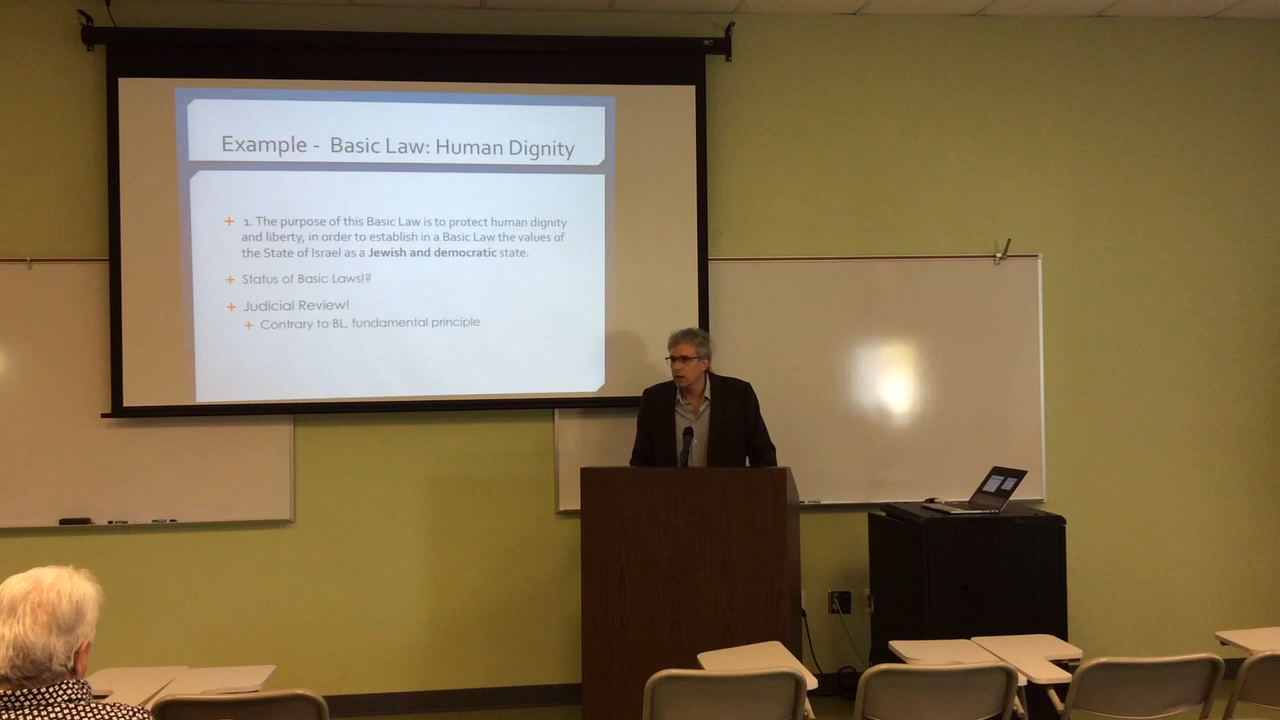 Example - Basic Law: Human Dignity
+ 1. The purpose of this Basic Law is to protect human dignity
and liberty, in order to establish in a Basic Law the values of
the State of Israel as a Jewish and democratic state.
+ Status of Basic Laws!?
+ Judicial Review!
+ Contrary to BL, fundamental principle